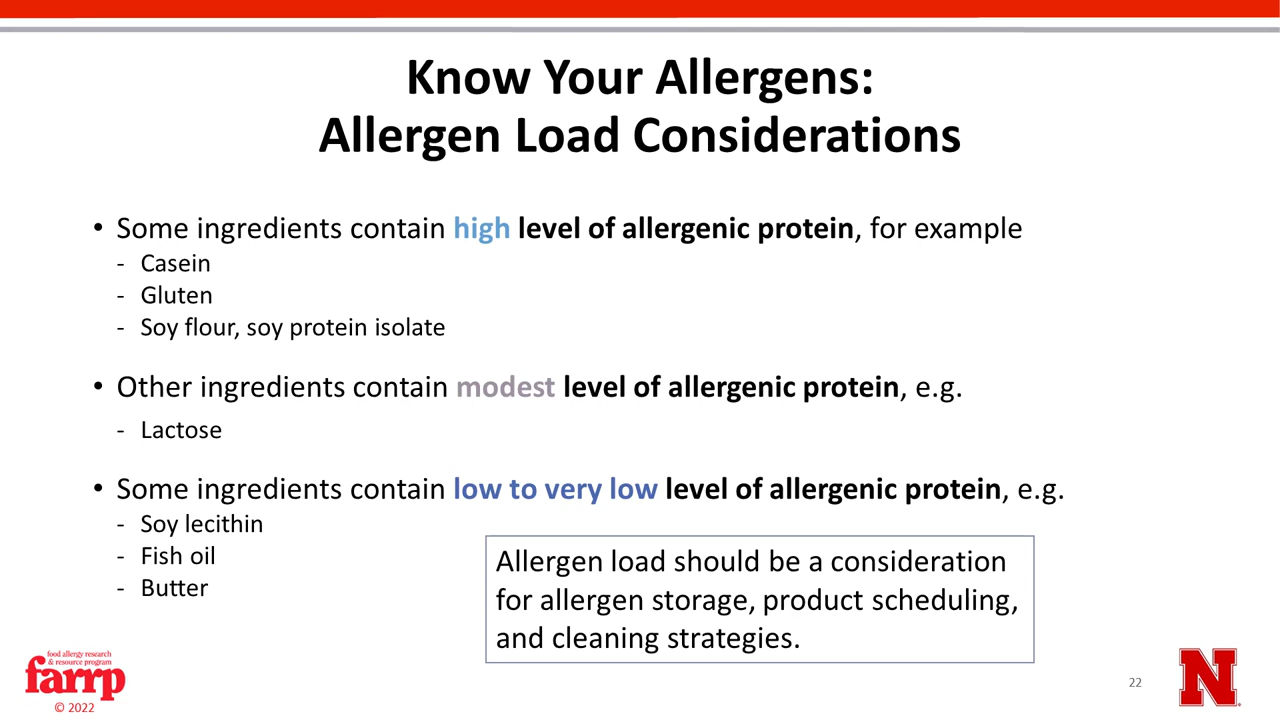 Know Your Allergens:
Allergen Load Considerations
• Some ingredients contain high level of allergenic protein, for example
- Casein
- Gluten
- Soy flour, soy protein isolate
• Other ingredients contain modest level of allergenic protein, e.g.
- Lactose
• Some ingredients contain low to very low level of allergenic protein, e.g.
- Soy lecithin
- Fish oil
- Butter
Allergen load should be a consideration
for allergen storage, product scheduling,
and cleaning strategies.
food allergy research
& resource program
farrp
© 2022
22
N